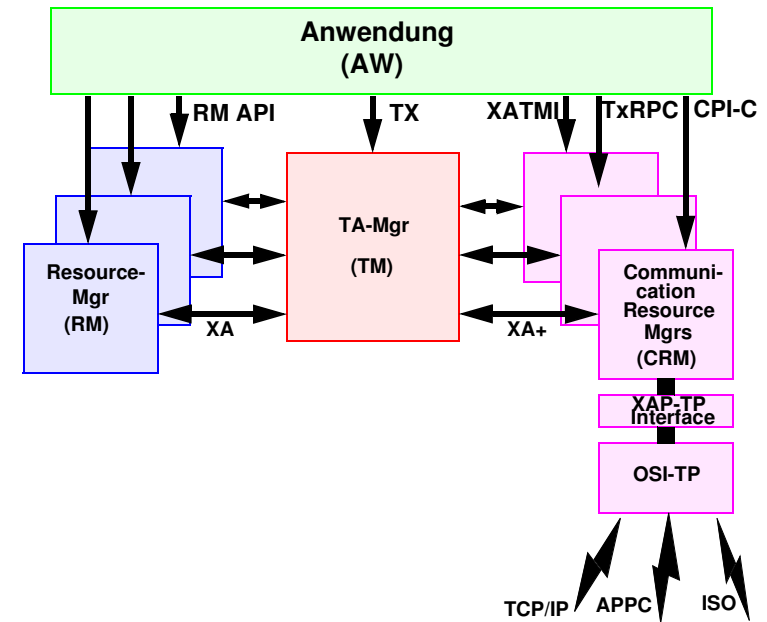 Anwendung
(AW)
RM API
TX
XATMI
TxRPC
CPI-C
TA-Mgr
(TM)
Resource-
Mgr
(RM)
XA
XA+
Communi-
cation
Resource
Mgrs
(CRM)
XAP-TP
Interface
OSI-TP
TCP/IP
APPC
ISO